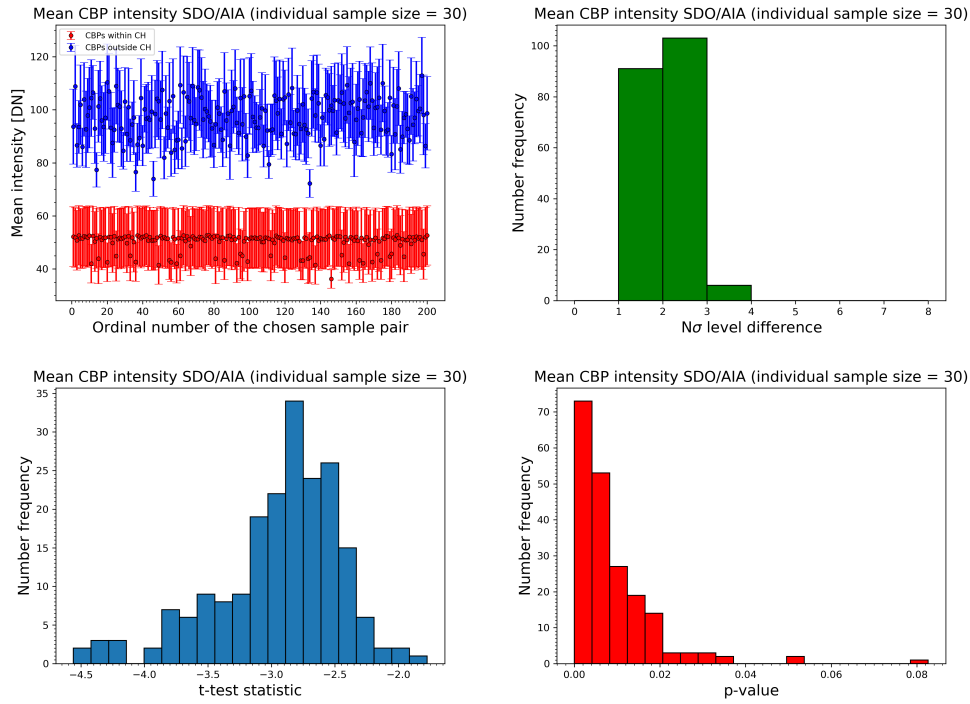 Mean CBP intensity SDO/AIA (individual sample size = 30)
CBPs within CH
CBPs outside CH
Mean intensity [DN]
120
100
80
60
40
0 20 40 60 80 100 120 140 160 180 200
Ordinal number of the chosen sample pair
Mean CBP intensity SDO/AIA (individual sample size = 30)
Number frequency
100
80
60
40
20
0
0 1 2 3 4 5 6 7 8
Nσ level difference
Mean CBP intensity SDO/AIA (individual sample size = 30)
Number frequency
35
30
25
20
15
10
5
0
−4.5 −4.0 −3.5 −3.0 −2.5 −2.0
t-test statistic
Mean CBP intensity SDO/AIA (individual sample size = 30)
Number frequency
70
60
50
40
30
20
10
0
0.00 0.02 0.04 0.06 0.08
p-value